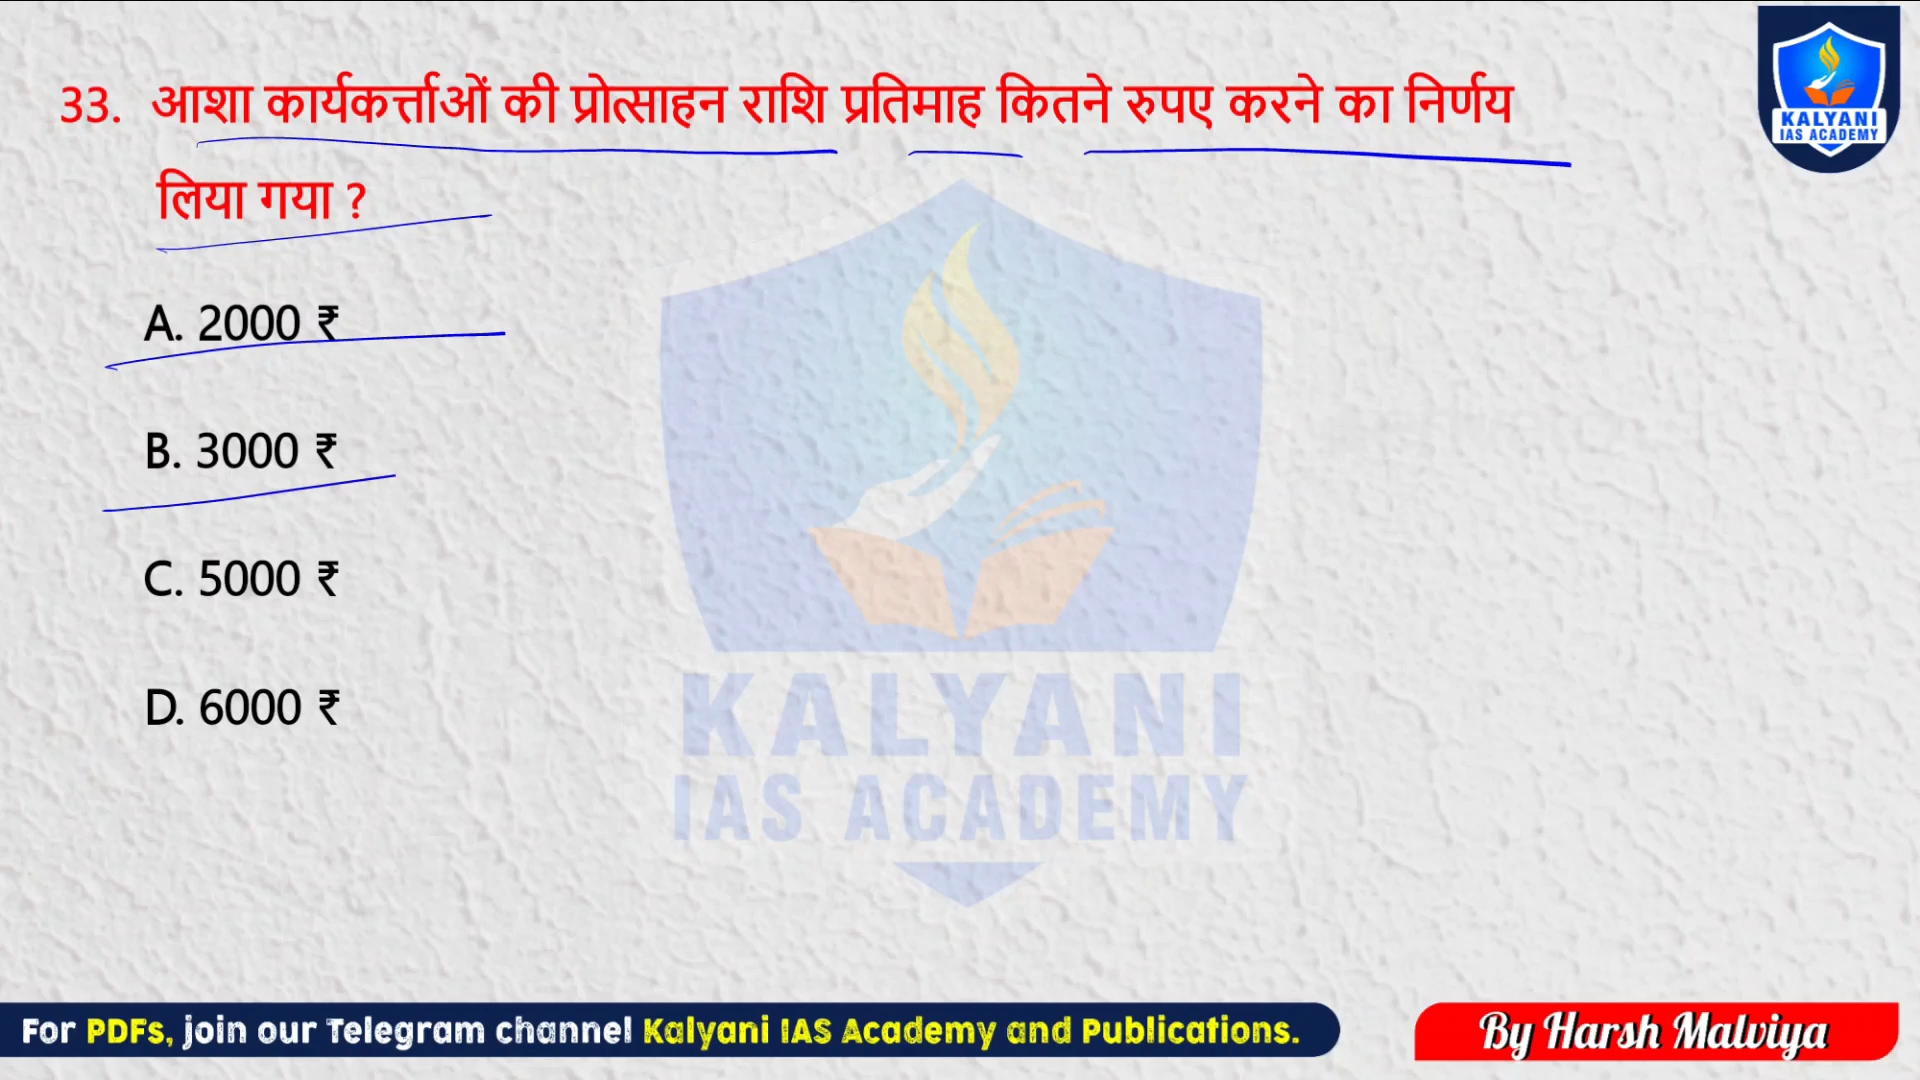 KALYANI
IAS ACADEMY
33. आशा कार्यकर्त्ताओं की प्रोत्साहन राशि प्रतिमाह कितने रुपए करने का निर्णय
लिया गया ?
A. 2000 ₹
B. 3000 ₹
C. 5000 ₹
D. 6000 ₹
KALYANI
IAS ACADEMY
For PDFs, join our Telegram channel Kalyani IAS Academy and Publications.
By Harsh Malviya